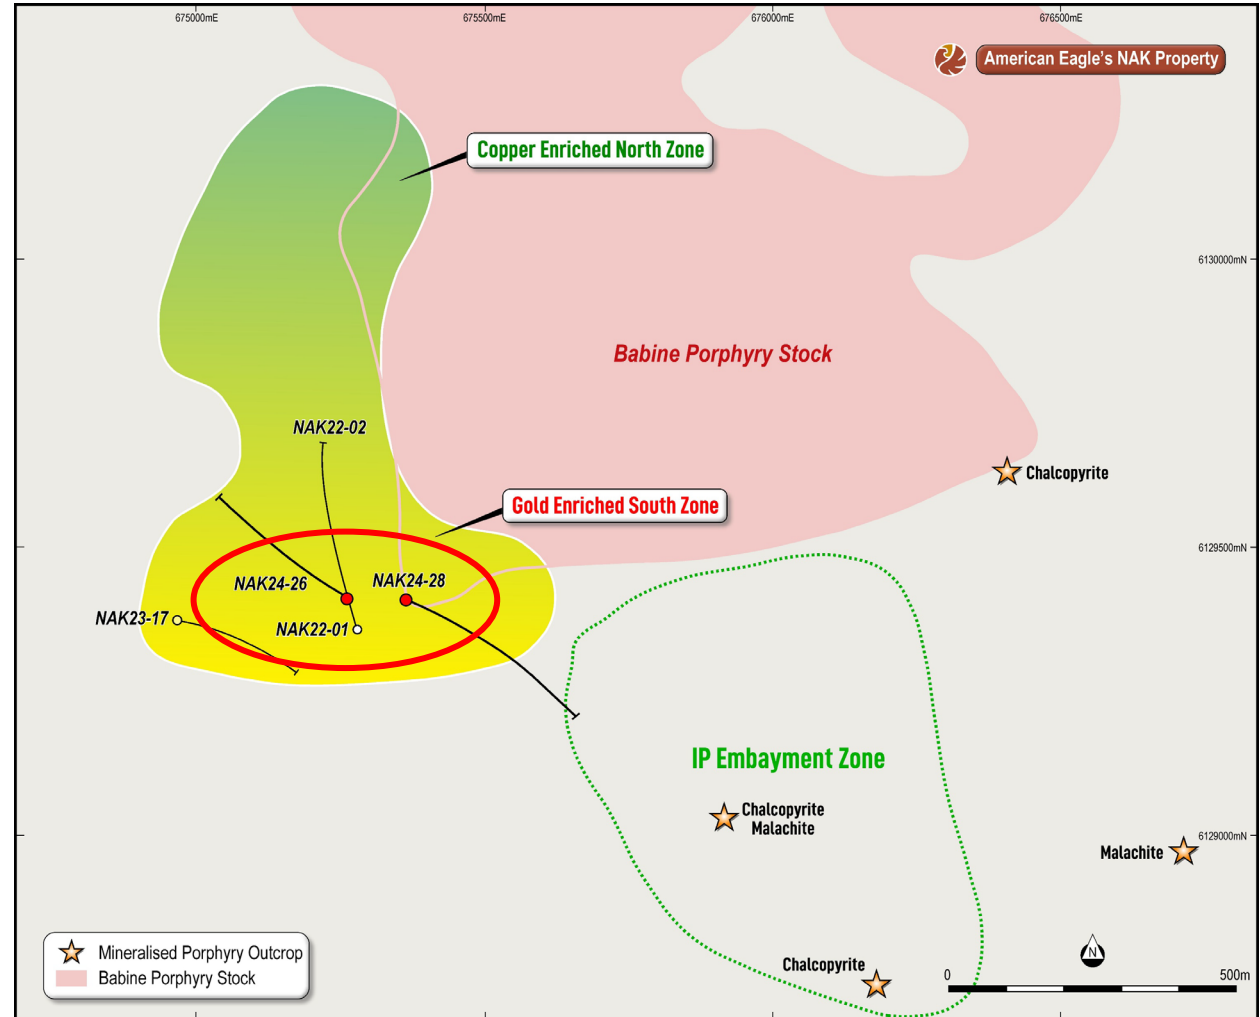 675000mE
675500mE
676000mE
676500mE
American Eagle's NAK Property
Copper Enriched North Zone
6130000mN
Babine Porphyry Stock
NAK22-02
Chalcopyrite
Gold Enriched South Zone
6129500mN
NAK24-26
NAK24-28
NAK23-17
NAK22-01
IP Embayment Zone
Chalcopyrite
Malachite
6129000mN
Malachite
Chalcopyrite
N
0
500m
Mineralised Porphyry Outcrop
Babine Porphyry Stock